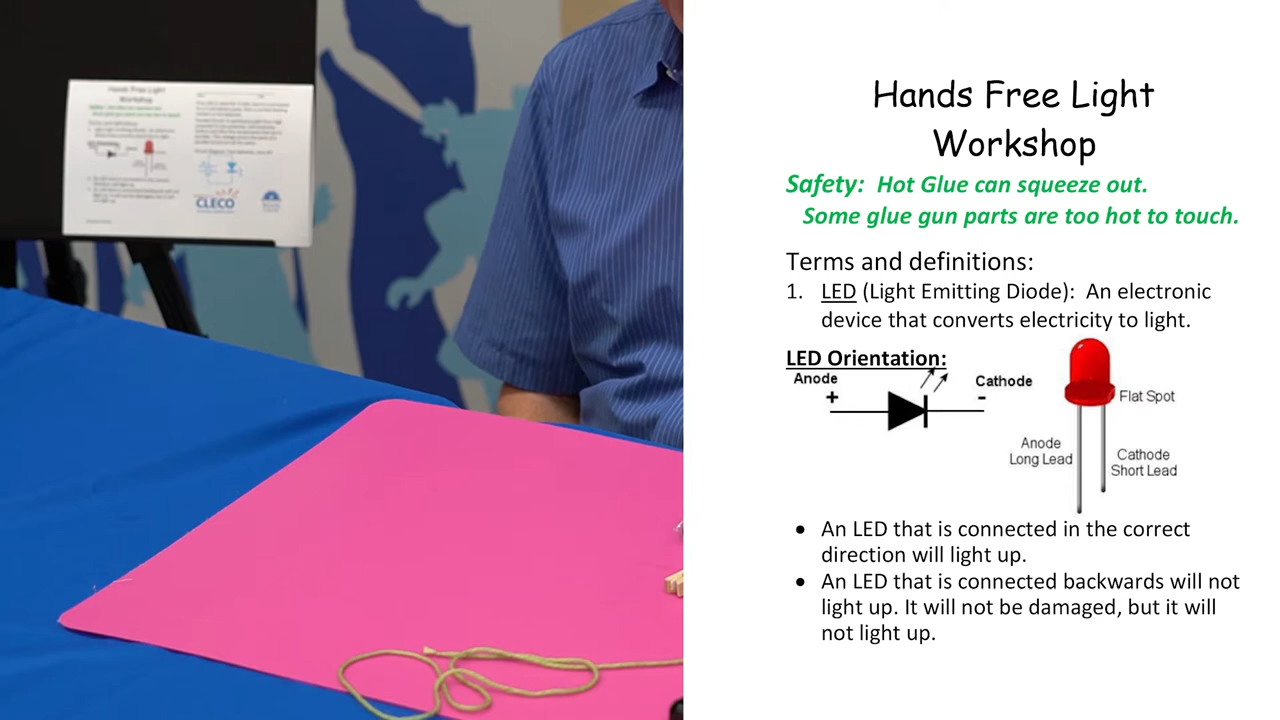 Hands Free Light
Workshop
CLECO
Hands Free Light
Workshop
Safety: Hot Glue can squeeze out.
Some glue gun parts are too hot to touch.
Terms and definitions:
1. LED (Light Emitting Diode): An electronic
device that converts electricity to light.
LED Orientation:
Anode
+
Cathode
-
Flat Spot
Anode
Long Lead
Cathode
Short Lead
• An LED that is connected in the correct
direction will light up.
• An LED that is connected backwards will not
light up. It will not be damaged, but it will
not light up.